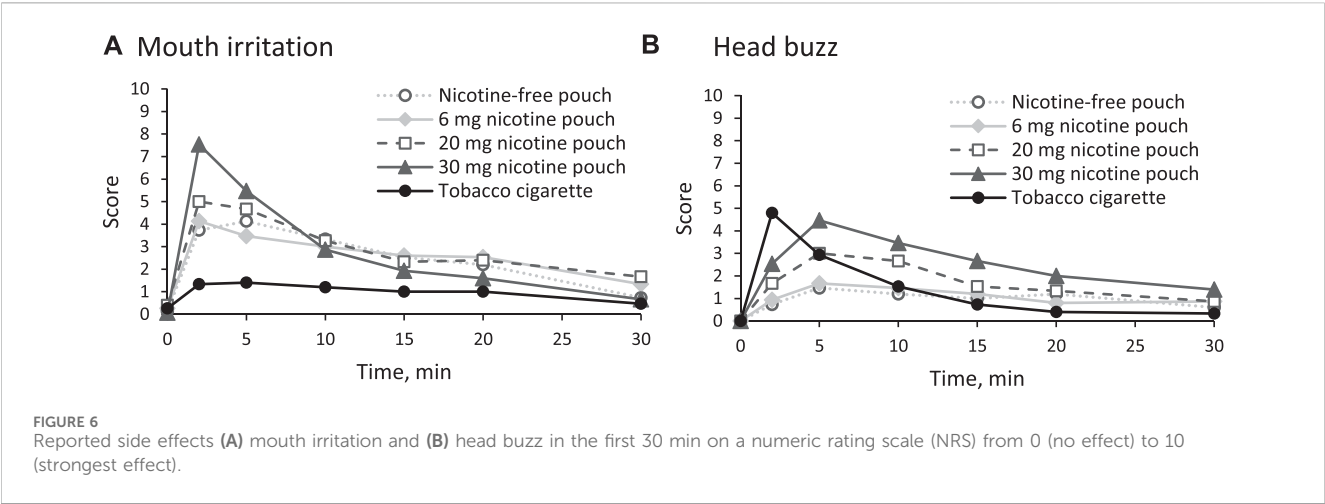 A Mouth irritation
10
9
8
7
6
5
4
3
2
1
0
Score
0 5 10 15 20 25 30
Time, min
Nicotine-free pouch
6 mg nicotine pouch
20 mg nicotine pouch
30 mg nicotine pouch
Tobacco cigarette
B Head buzz
10
9
8
7
6
5
4
3
2
1
0
Score
0 5 10 15 20 25 30
Time, min
Nicotine-free pouch
6 mg nicotine pouch
20 mg nicotine pouch
30 mg nicotine pouch
Tobacco cigarette
FIGURE 6
Reported side effects (A) mouth irritation and (B) head buzz in the first 30 min on a numeric rating scale (NRS) from 0 (no effect) to 10
(strongest effect).